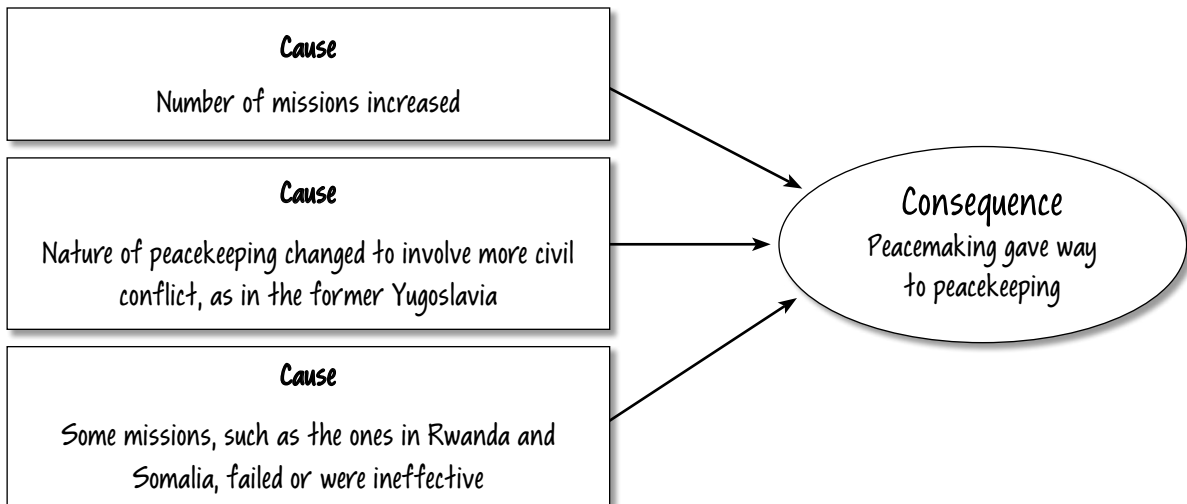 Cause
Number of missions increased
Cause
Nature of peacekeeping changed to involve more civil
conflict, as in the former Yugoslavia
Cause
Some missions, such as the ones in Rwanda and
Somalia, failed or were ineffective
Consequence
Peacemaking gave way
to peacekeeping